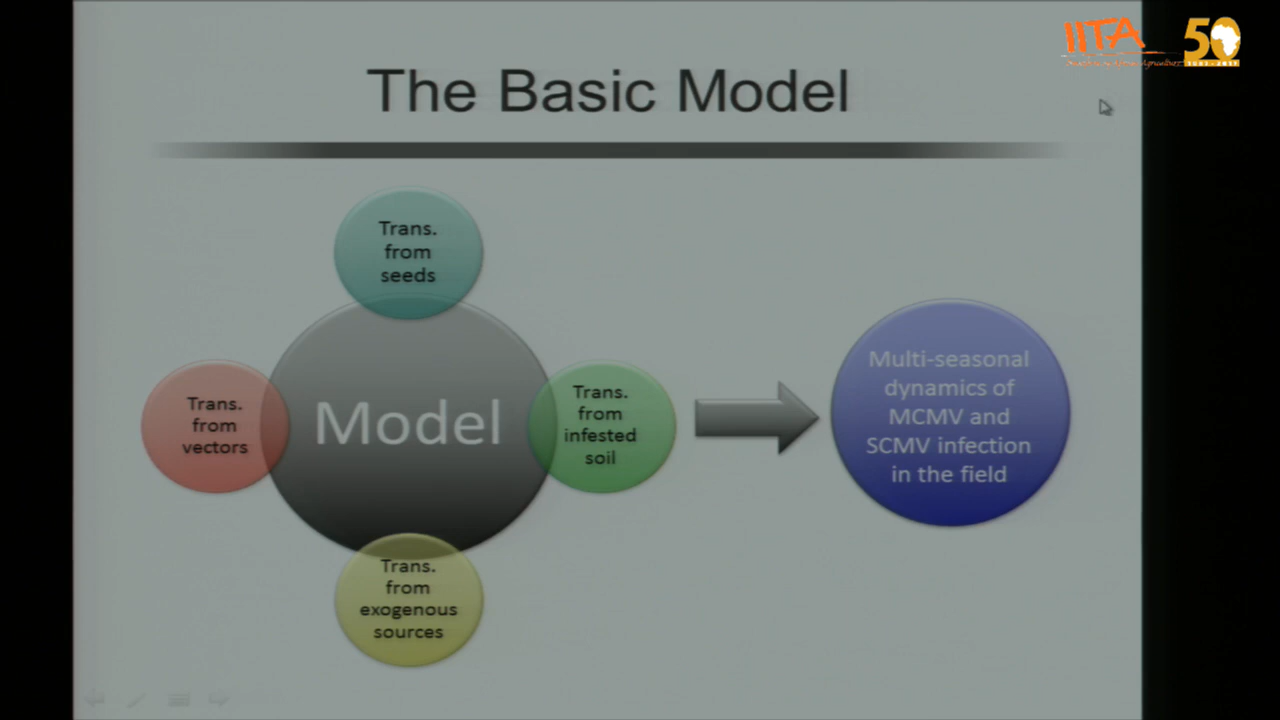 IITA
50
The Basic Model
Trans.
from
seeds
Trans.
from
vectors
Model
Trans.
from
infested
soil
Trans.
from
exogenous
sources
Multi-seasonal
dynamics of
MCMV and
SCMV infection
in the field